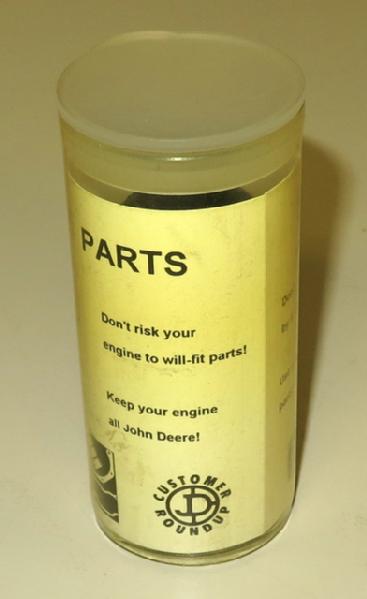 PARTS
Don't risk your
engine to will-fit parts!
Keep your engine
all John Deere!
CUSTOMER
JD
ROUNDUP